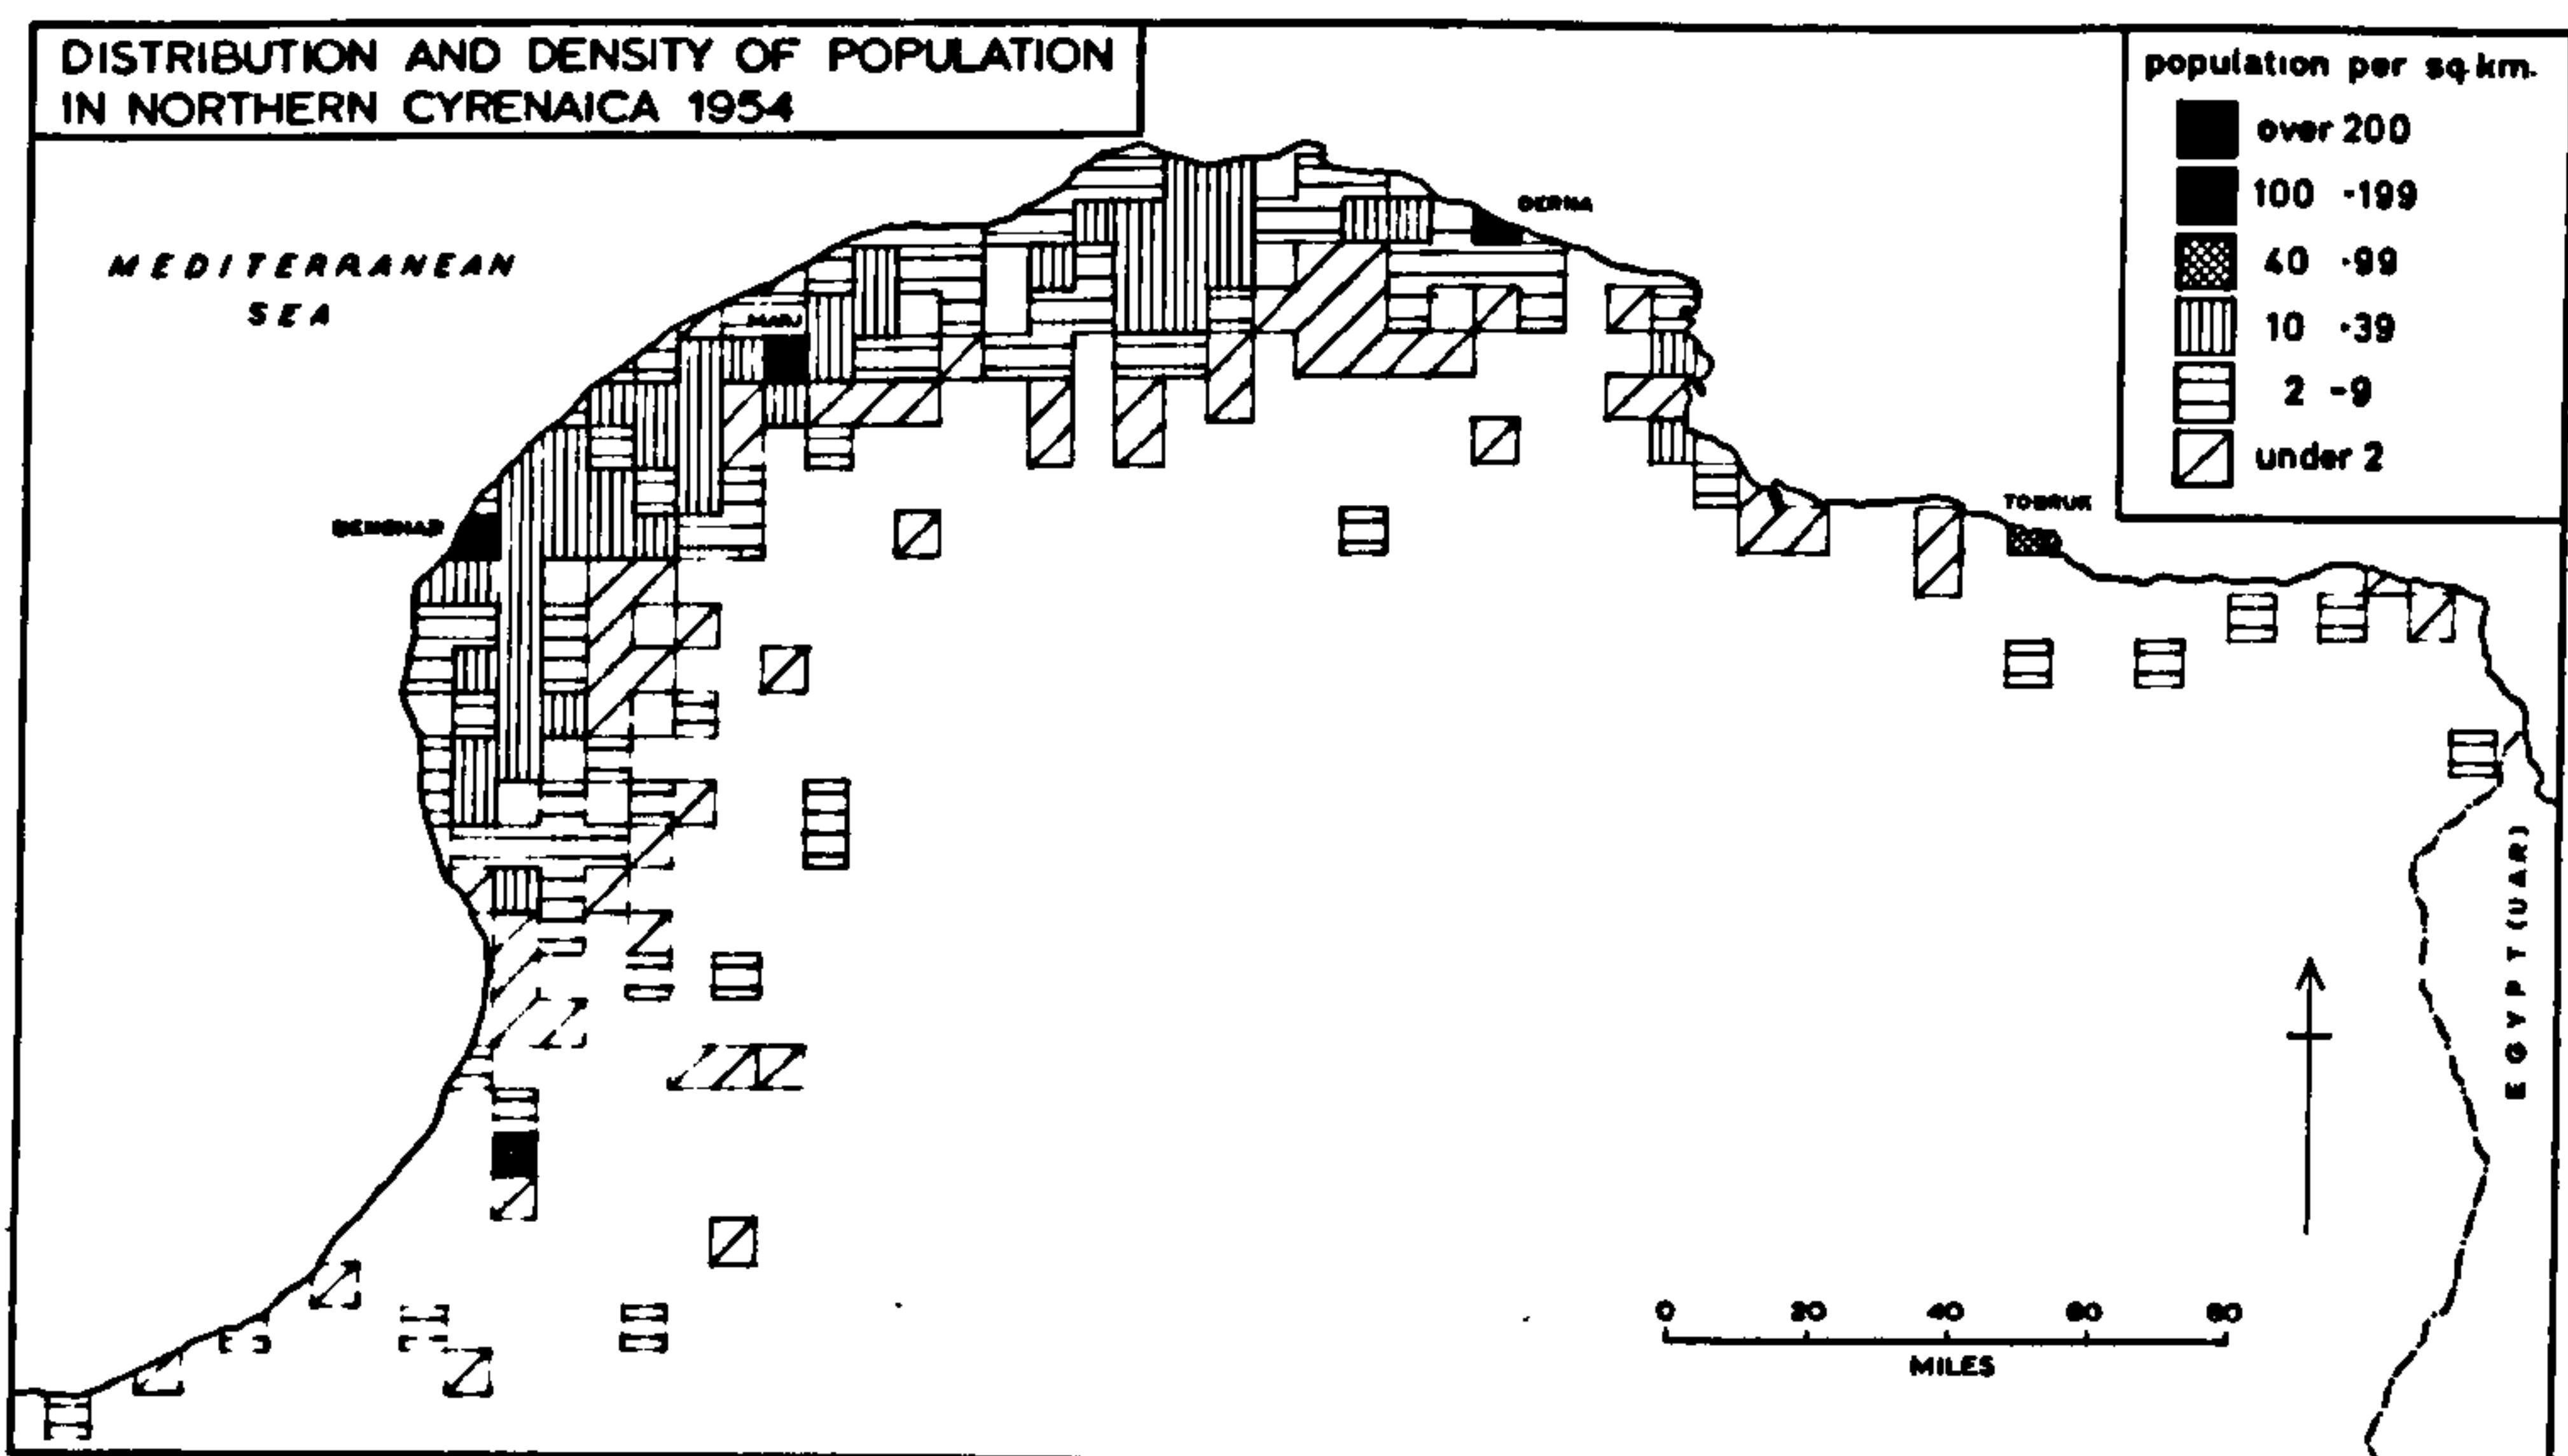 DISTRIBUTION AND DENSITY OF POPULATION
IN NORTHERN CYRENAICA 1954
population per sq.km.
over 200
100 -199
40 -99
10 -39
2 -9
under 2
MEDITERRANEAN
SEA
DERNA
MARJ
TOBRUK
EGYPT (UAR)
0 20 40 60 80
MILES